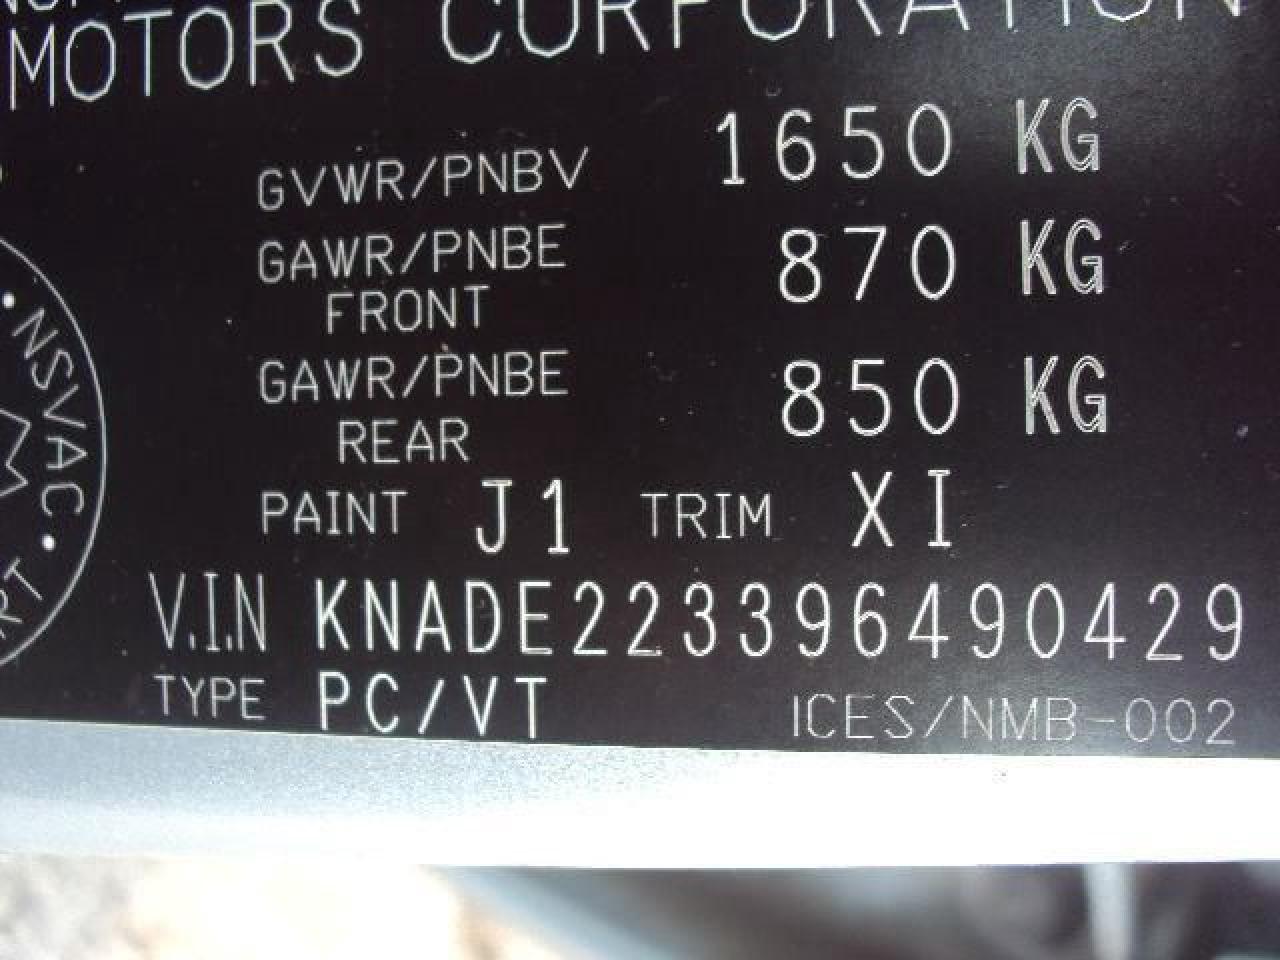 MOTORS CORPORATION
GVWR/PNBV 1650 KG
GAWR/PNBE 870 KG
FRONT
GAWR/PNBE 850 KG
REAR
NSVAC
PAINT J1 TRIM XI
V.I.N KNADE223396490429
TYPE PC/VT ICES/NMB-002